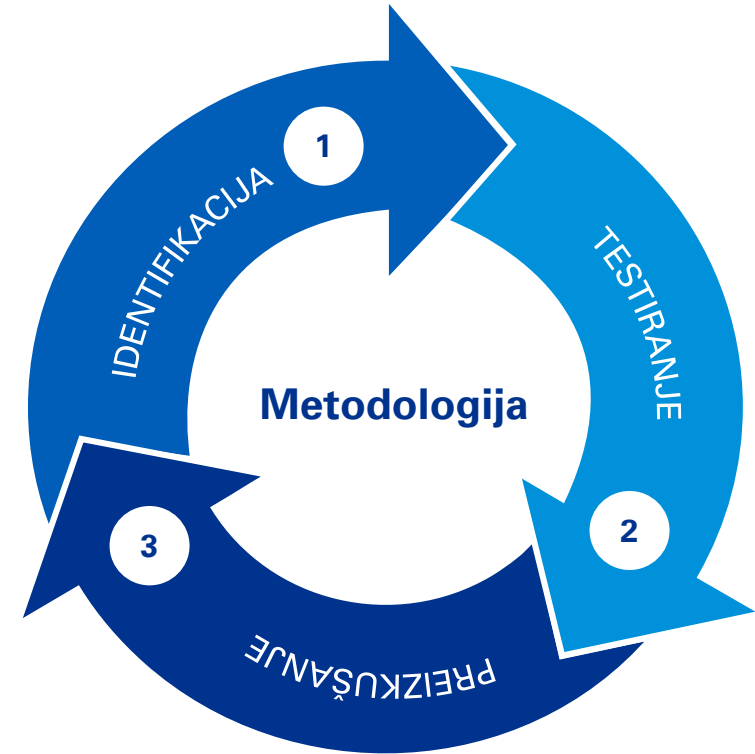 1
IDENTIFIKACIJA
TESTIRANJE
Metodologija
2
3
PREIZKUŠANJE